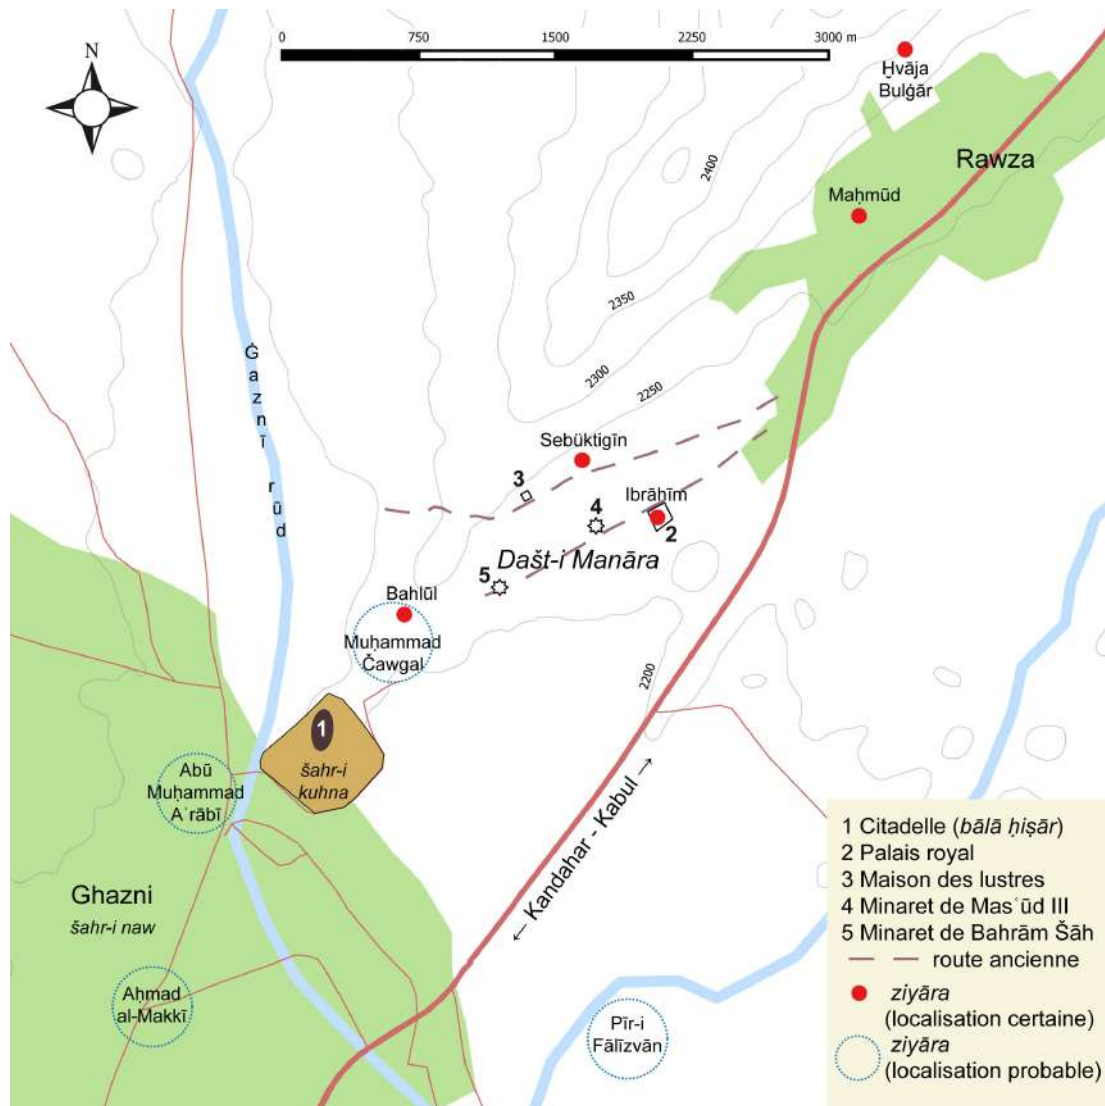 N
0 750 1500 2250 3000 m
Ḫvāja
Bulġār
Rawza
2400
Maḥmūd
2350
2300
2250
Ġaznī rūd
Sebüktigīn
3
Ibrāhīm
4
2
Dašt-i Manāra
5
Bahlūl
Muḥammad
Čawgal
2200
1
šahr-i
kuhna
Abū
Muḥammad
Aʿrābī
← Kandahar - Kabul →
Ghazni
šahr-i naw
Aḥmad
al-Makkī
Pīr-i
Fālīzvān
1 Citadelle (bālā ḥiṣār)
2 Palais royal
3 Maison des lustres
4 Minaret de Masʿūd III
5 Minaret de Bahrām Šāh
route ancienne
ziyāra
(localisation certaine)
ziyāra
(localisation probable)